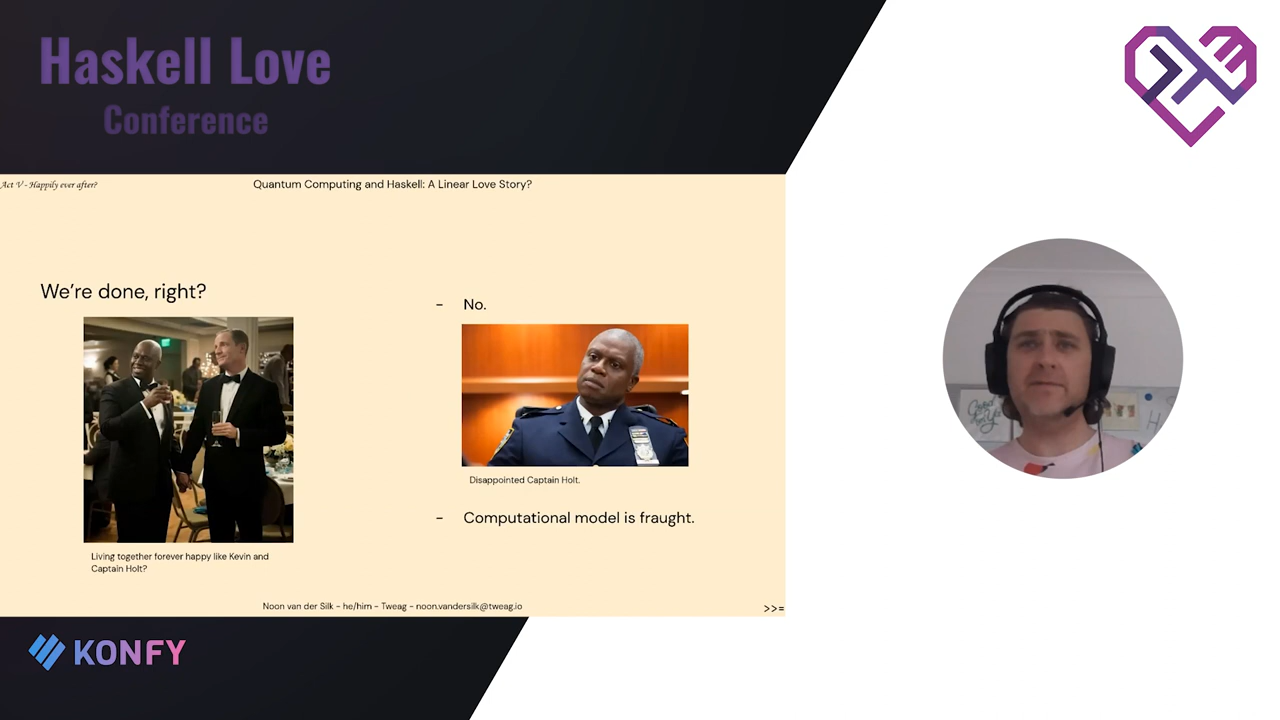 Haskell Love
Conference
Act V - Happily ever after?
Quantum Computing and Haskell: A Linear Love Story?
We're done, right?
Living together forever happy like Kevin and
Captain Holt?
- No.
Disappointed Captain Holt.
- Computational model is fraught.
Noon van der Silk - he/him - Tweag - noon.vandersilk@tweag.io
>>=
KONFY